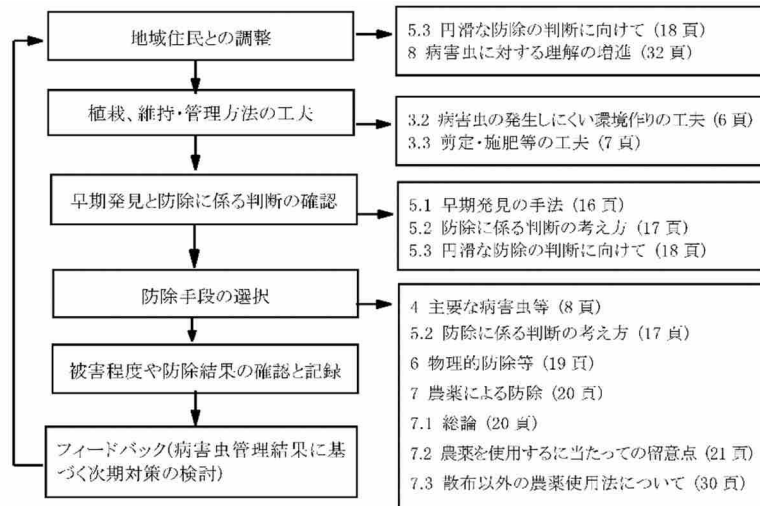 地域住民との調整
5.3 円滑な防除の判断に向けて (18 頁)
8 病害虫に対する理解の増進 (32 頁)
植栽、維持・管理方法の工夫
3.2 病害虫の発生しにくい環境作りの工夫 (6 頁)
3.3 剪定・施肥等の工夫 (7 頁)
早期発見と防除に係る判断の確認
5.1 早期発見の手法 (16 頁)
5.2 防除に係る判断の考え方 (17 頁)
5.3 円滑な防除の判断に向けて (18 頁)
防除手段の選択
4 主要な病害虫等 (8 頁)
5.2 防除に係る判断の考え方 (17 頁)
6 物理的防除等 (19 頁)
7 農薬による防除 (20 頁)
7.1 総論 (20 頁)
7.2 農薬を使用するに当たっての留意点 (21 頁)
7.3 散布以外の農薬使用法について (30 頁)
被害程度や防除結果の確認と記録
フィードバック(病害虫管理結果に基
づく次期対策の検討)